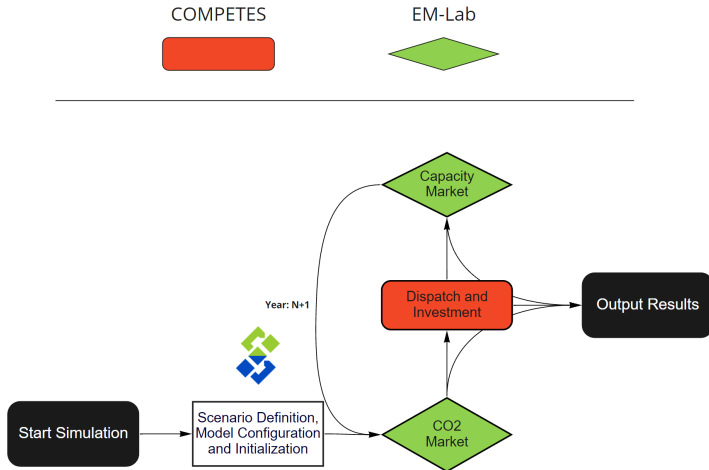 COMPETES
EM-Lab
Capacity
Market
Year: N+1
Dispatch and
Investment
Output Results
Start Simulation
Scenario Definition,
Model Configuration
and Initialization
CO2
Market